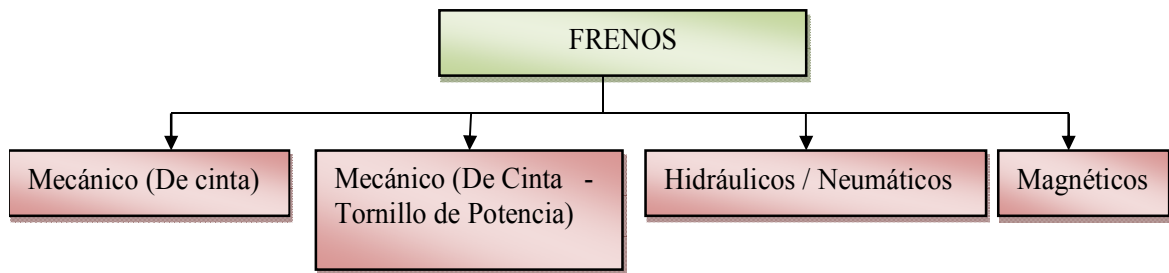 FRENOS
Mecánico (De cinta)
Mecánico (De Cinta -
Tornillo de Potencia)
Hidráulicos / Neumáticos
Magnéticos